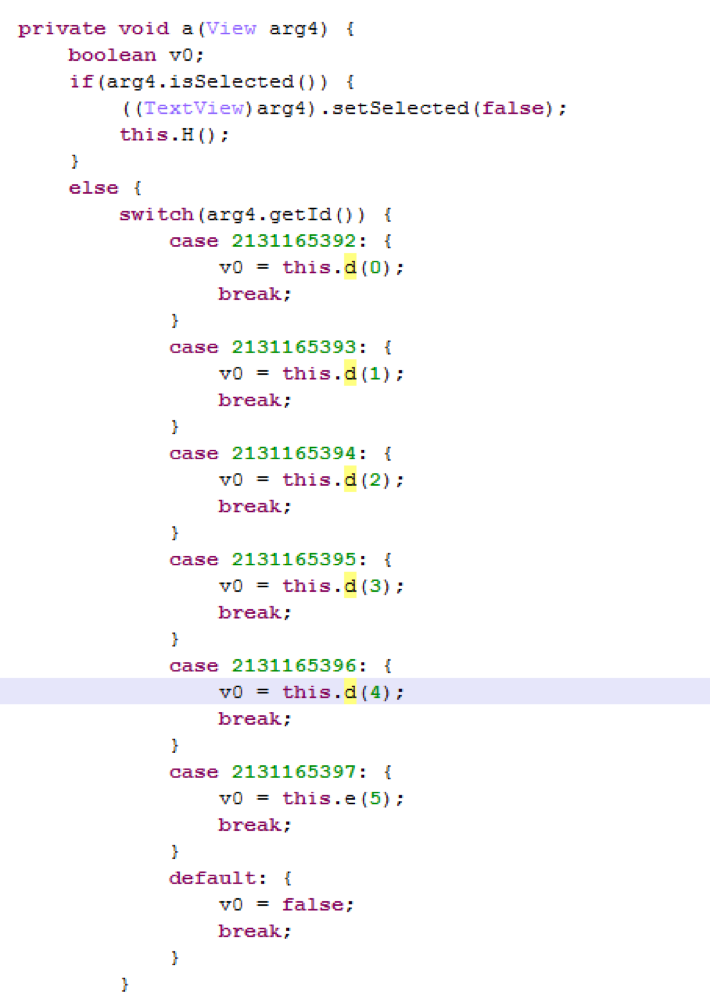 private void a(View arg4) {
    boolean v0;
    if(arg4.isSelected()) {
        ((TextView)arg4).setSelected(false);
        this.H();
    }
    else {
        switch(arg4.getId()) {
            case 2131165392: {
                v0 = this.d(0);
                break;
            }
            case 2131165393: {
                v0 = this.d(1);
                break;
            }
            case 2131165394: {
                v0 = this.d(2);
                break;
            }
            case 2131165395: {
                v0 = this.d(3);
                break;
            }
            case 2131165396: {
                v0 = this.d(4);
                break;
            }
            case 2131165397: {
                v0 = this.e(5);
                break;
            }
            default: {
                v0 = false;
                break;
            }
        }